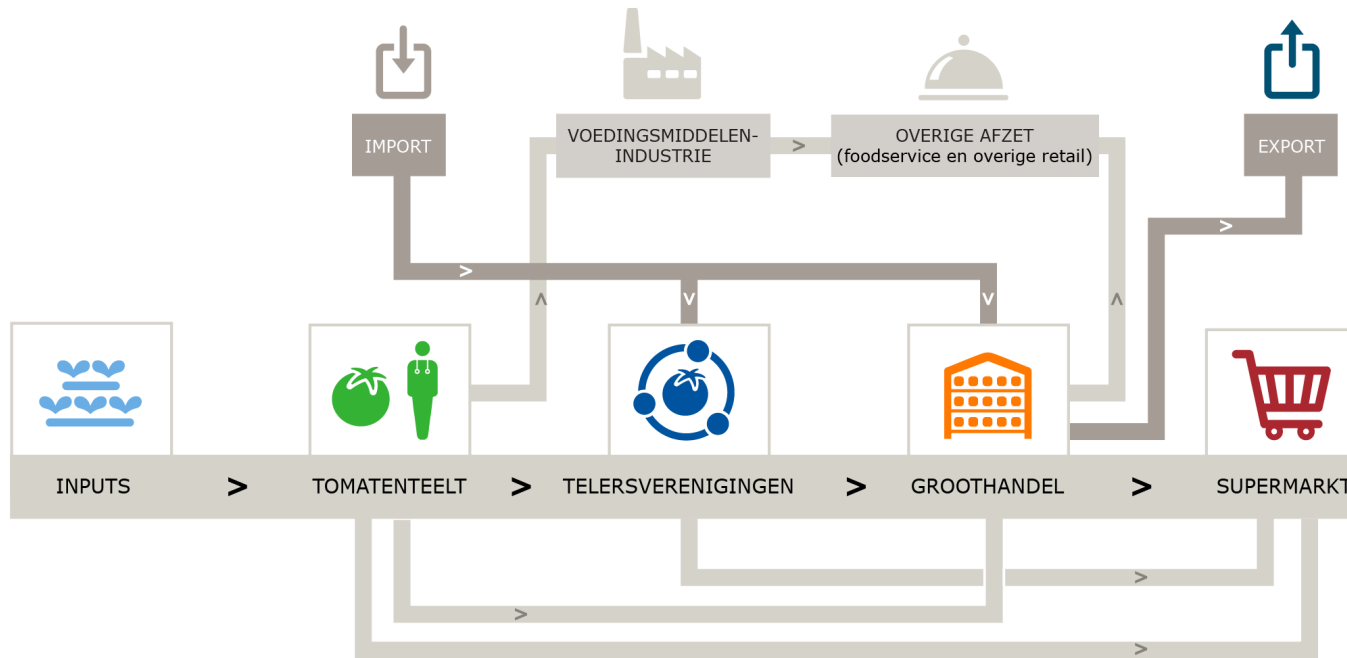 IMPORT
VOEDINGSMIDDELEN-
INDUSTRIE
>
OVERIGE AFZET
(foodservice en overige retail)
EXPORT
>
>
>
>
>
>
INPUTS
>
TOMATENTEELT
>
TELERSVERENIGINGEN
>
GROOTHANDEL
>
SUPERMARKT
>
>
>